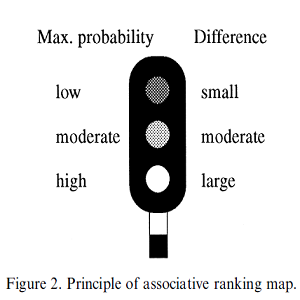 Max. probability Difference
low small
moderate moderate
high large
Figure 2. Principle of associative ranking map.